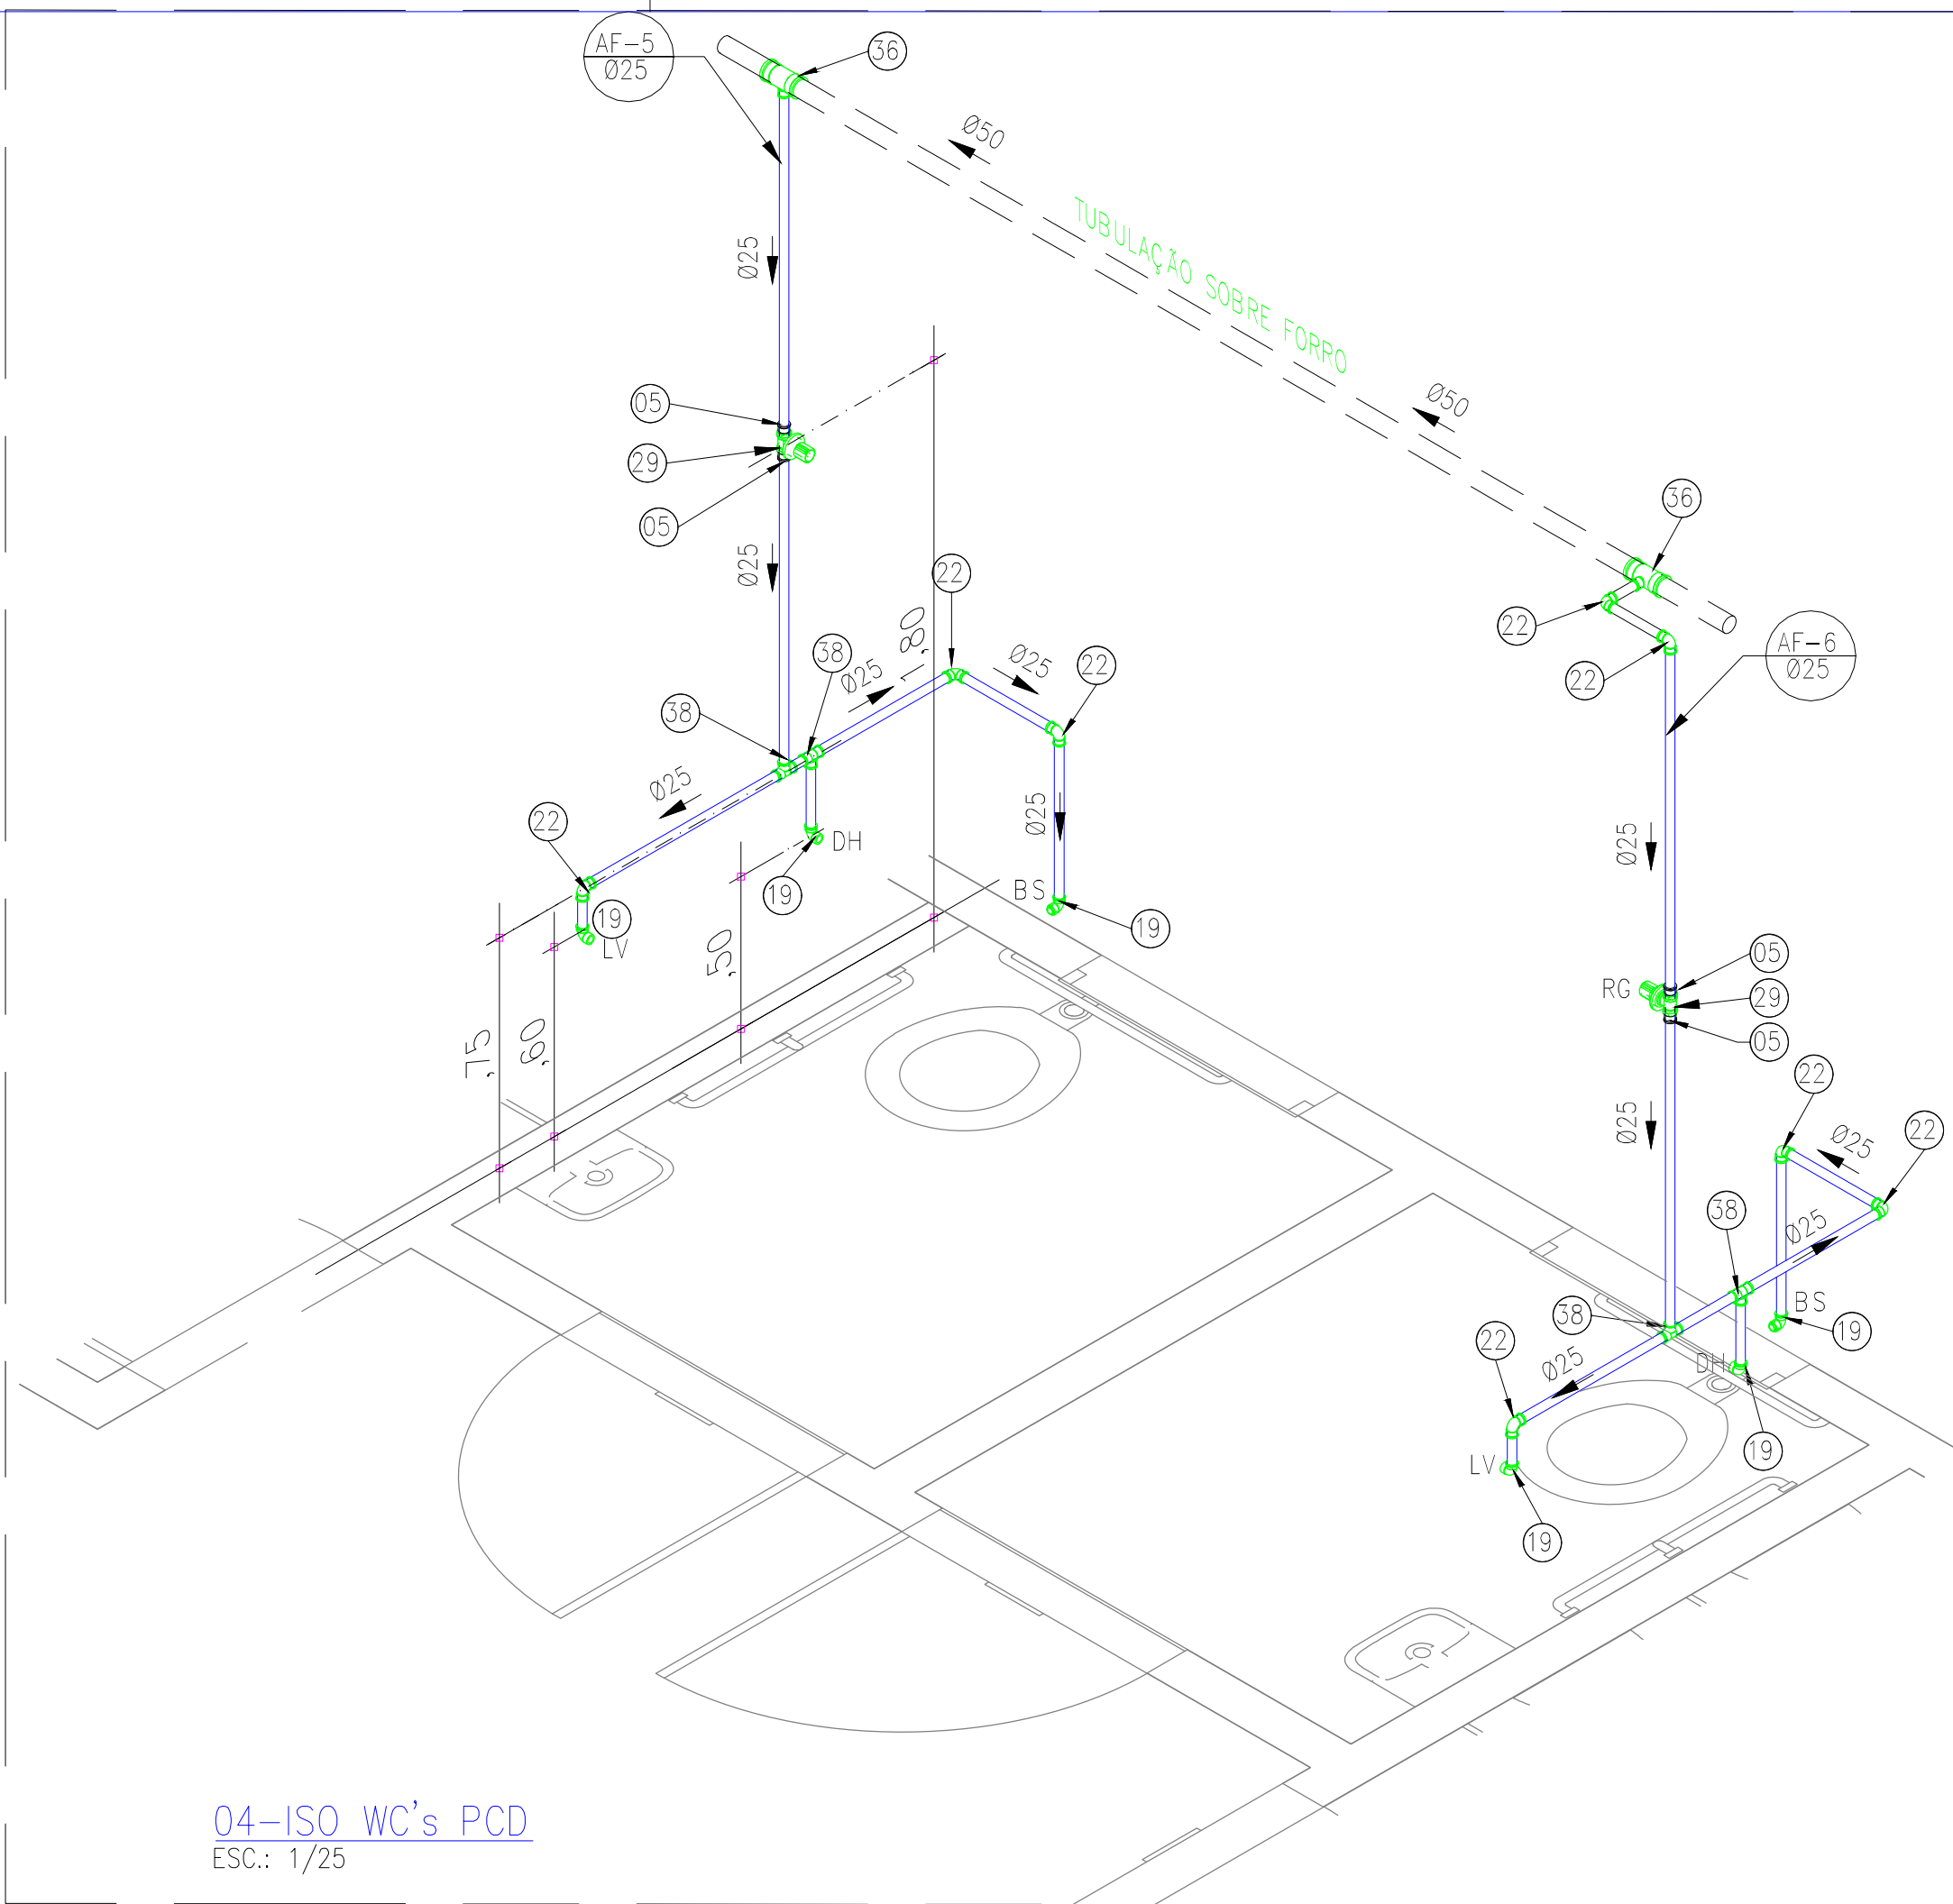 AF-5
Ø25
36
Ø50
TUBULAÇÃO SOBRE FORRO
Ø25
05
29
05
Ø50
36
22
22
AF-6
Ø25
Ø25
22
,80
Ø25
22
38
Ø25
38
Ø25
22
DH
19
Ø25
BS
19
19
LV
,50
,75
,60
Ø25
05
RG
29
05
22
Ø25
Ø25
22
38
Ø25
BS
19
38
22
Ø25
DH
19
LV
19
04-ISO WC's PCD
ESC.: 1/25